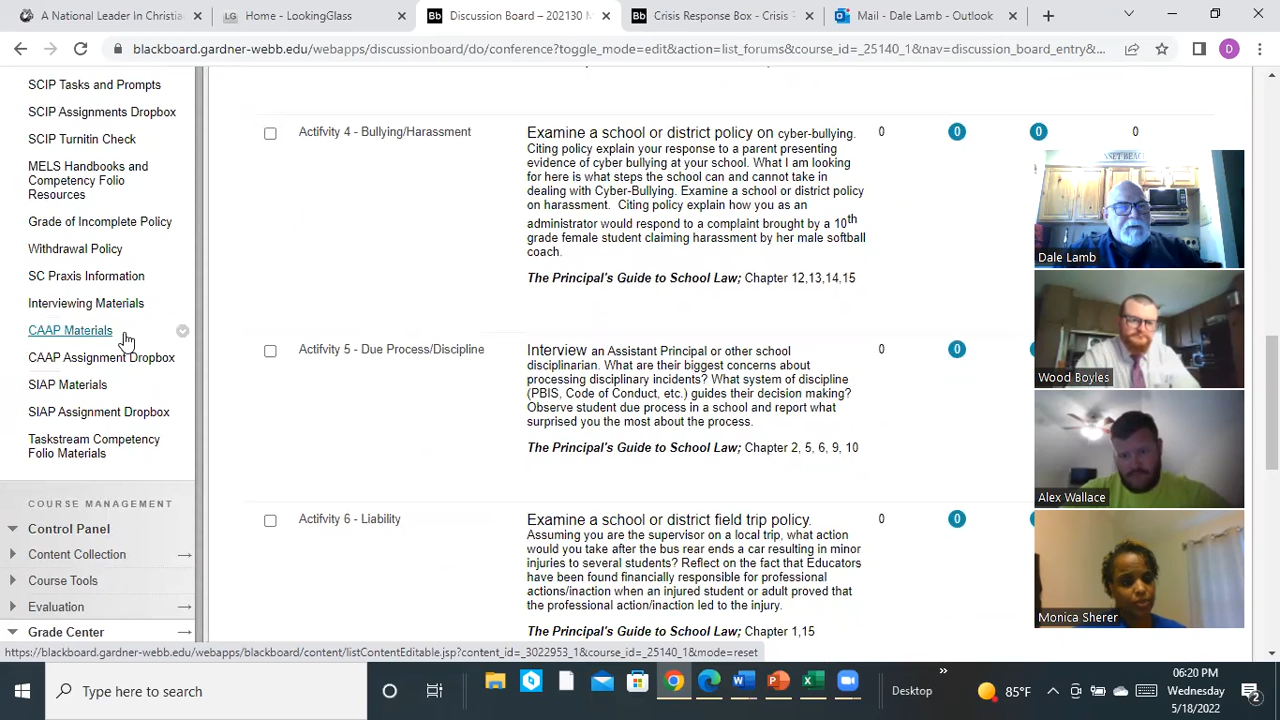 A National Leader in Christia
Home - LookingGlass
Discussion Board – 202130 M
Crisis Response Box - Crisis
Mail - Dale Lamb - Outlook
blackboard.gardner-webb.edu/webapps/discussionboard/do/conference?toggle_mode=edit&action=list_forums&course_id=_25140_1&nav=discussion_board_entry&...
D
SCIP Tasks and Prompts
SCIP Assignments Dropbox
SCIP Turnitin Check
MELS Handbooks and
Competency Folio
Resources
Grade of Incomplete Policy
Withdrawal Policy
SC Praxis Information
Interviewing Materials
CAAP Materials
CAAP Assignment Dropbox
SIAP Materials
SIAP Assignment Dropbox
Taskstream Competency
Folio Materials
COURSE MANAGEMENT
Control Panel
Content Collection
Course Tools
Evaluation
Grade Center
Actifvity 4 - Bullying/Harassment
Examine a school or district policy on cyber-bullying.
Citing policy explain your response to a parent presenting
evidence of cyber bullying at your school. What I am looking
for here is what steps the school can and cannot take in
dealing with Cyber-Bullying. Examine a school or district policy
on harassment.  Citing policy explain how you as an
administrator would respond to a complaint brought by a 10th
grade female student claiming harassment by her male softball
coach.
The Principal's Guide to School Law; Chapter 12,13,14,15
0
0
0
0
Actifvity 5 - Due Process/Discipline
Interview an Assistant Principal or other school
disciplinarian. What are their biggest concerns about
processing disciplinary incidents? What system of discipline
(PBIS, Code of Conduct, etc.) guides their decision making?
Observe student due process in a school and report what
surprised you the most about the process.
The Principal's Guide to School Law; Chapter 2, 5, 6, 9, 10
0
0
Actifvity 6 - Liability
Examine a school or district field trip policy.
Assuming you are the supervisor on a local trip, what action
would you take after the bus rear ends a car resulting in minor
injuries to several students? Reflect on the fact that Educators
have been found financially responsible for professional
actions/inaction when an injured student or adult proved that
the professional action/inaction led to the injury.
The Principal's Guide to School Law; Chapter 1,15
0
0
Dale Lamb
Wood Boyles
Alex Wallace
Monica Sherer
https://blackboard.gardner-webb.edu/webapps/blackboard/content/listContentEditable.jsp?content_id=_3022953_1&course_id=_25140_1&mode=reset
Type here to search
Desktop
85°F
06:20 PM
Wednesday
5/18/2022
2